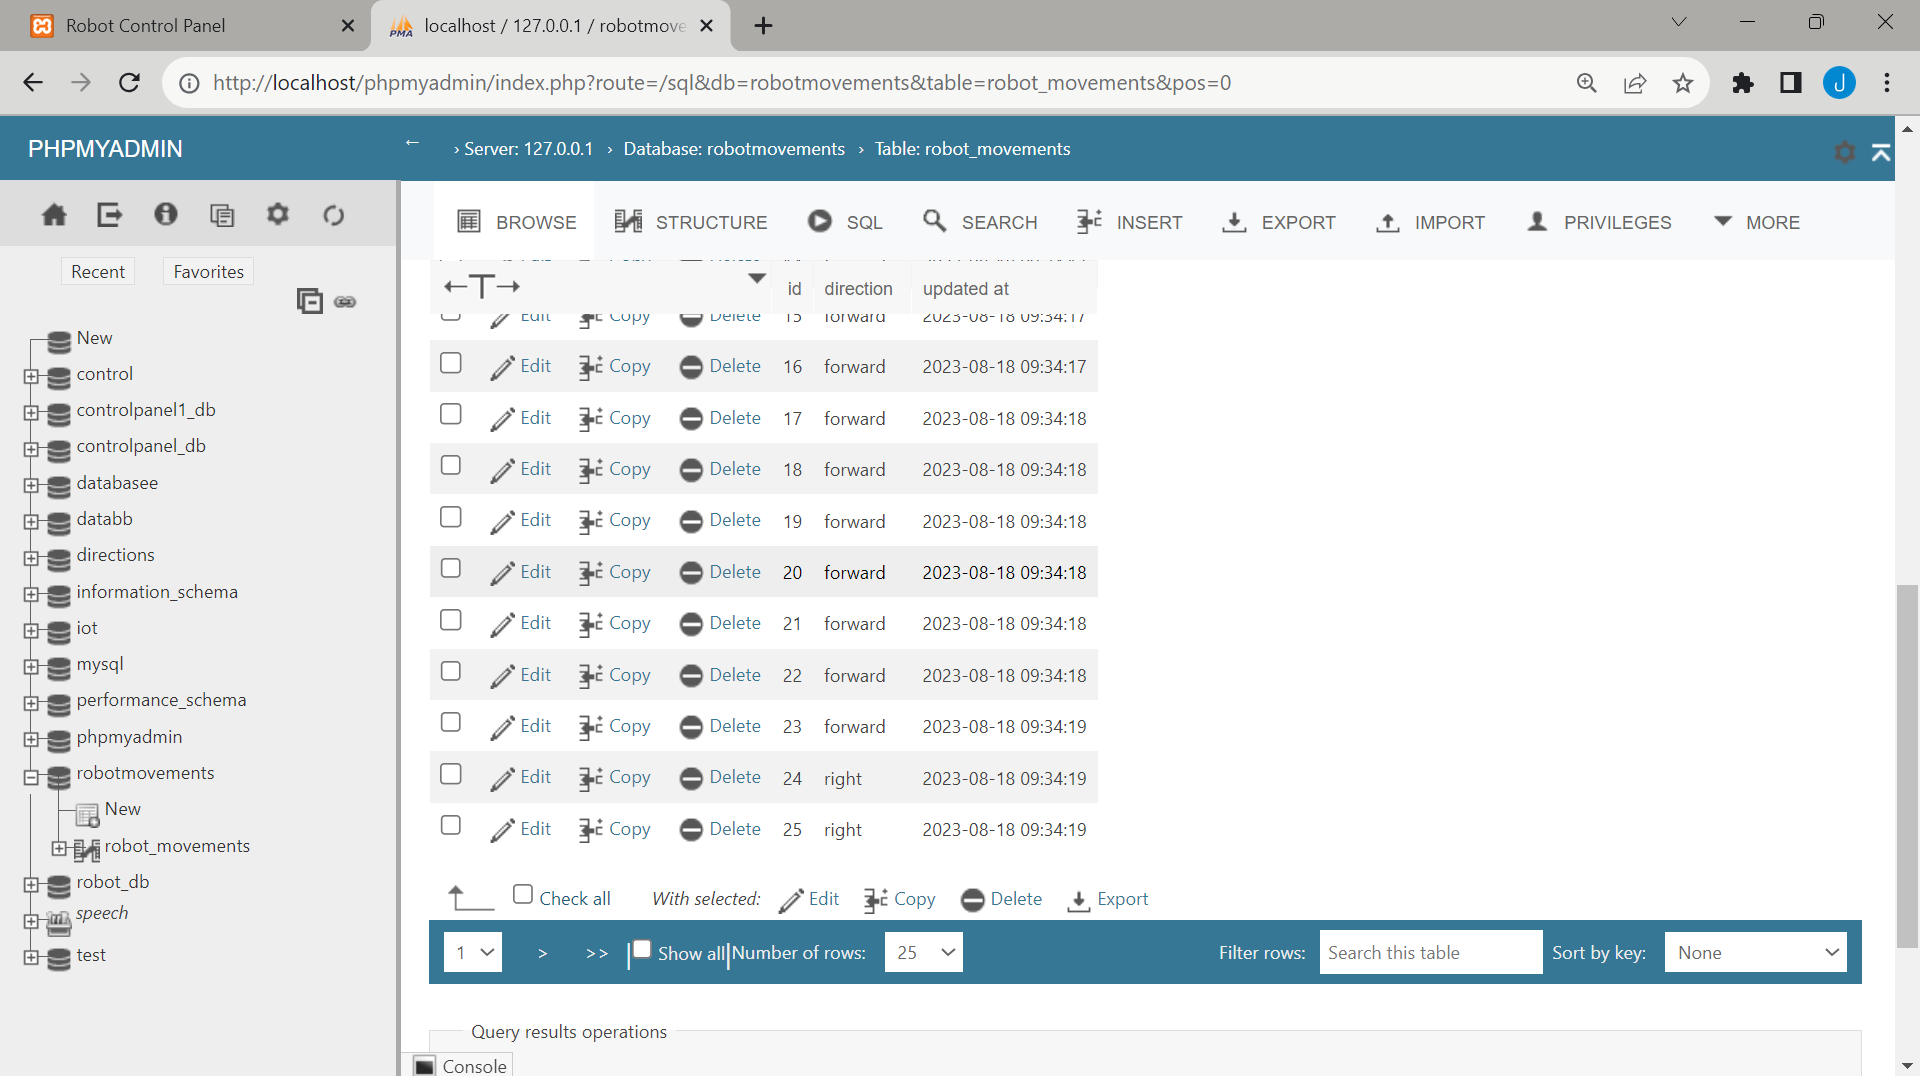 Robot Control Panel
localhost / 127.0.0.1 / robotmove
http://localhost/phpmyadmin/index.php?route=/sql&db=robotmovements&table=robot_movements&pos=0
J
PHPMYADMIN
← › Server: 127.0.0.1 › Database: robotmovements › Table: robot_movements
BROWSE STRUCTURE SQL SEARCH INSERT EXPORT IMPORT PRIVILEGES MORE
Recent Favorites
New
control
controlpanel1_db
controlpanel_db
databasee
databb
directions
information_schema
iot
mysql
performance_schema
phpmyadmin
robotmovements
New
robot_movements
robot_db
speech
test
←T→ id direction updated at
Edit Copy Delete 15 forward 2023-08-18 09:34:17
Edit Copy Delete 16 forward 2023-08-18 09:34:17
Edit Copy Delete 17 forward 2023-08-18 09:34:18
Edit Copy Delete 18 forward 2023-08-18 09:34:18
Edit Copy Delete 19 forward 2023-08-18 09:34:18
Edit Copy Delete 20 forward 2023-08-18 09:34:18
Edit Copy Delete 21 forward 2023-08-18 09:34:18
Edit Copy Delete 22 forward 2023-08-18 09:34:18
Edit Copy Delete 23 forward 2023-08-18 09:34:19
Edit Copy Delete 24 right 2023-08-18 09:34:19
Edit Copy Delete 25 right 2023-08-18 09:34:19
Check all With selected: Edit Copy Delete Export
1 > >> | Show all | Number of rows: 25 Filter rows: Search this table Sort by key: None
Query results operations
Console